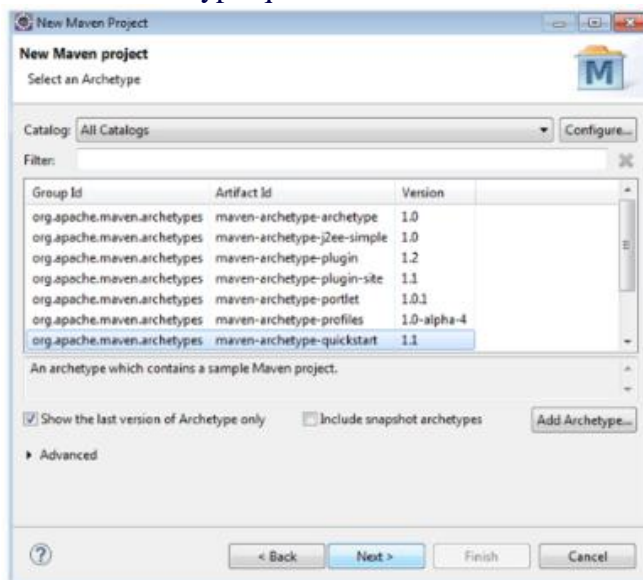 New Maven Project
New Maven project
Select an Archetype
M
Catalog: All Catalogs Configure...
Filter:
Group Id Artifact Id Version
org.apache.maven.archetypes maven-archetype-archetype 1.0
org.apache.maven.archetypes maven-archetype-j2ee-simple 1.0
org.apache.maven.archetypes maven-archetype-plugin 1.2
org.apache.maven.archetypes maven-archetype-plugin-site 1.1
org.apache.maven.archetypes maven-archetype-portlet 1.0.1
org.apache.maven.archetypes maven-archetype-profiles 1.0-alpha-4
org.apache.maven.archetypes maven-archetype-quickstart 1.1
An archetype which contains a sample Maven project.
Show the last version of Archetype only Include snapshot archetypes Add Archetype...
Advanced
? < Back Next > Finish Cancel